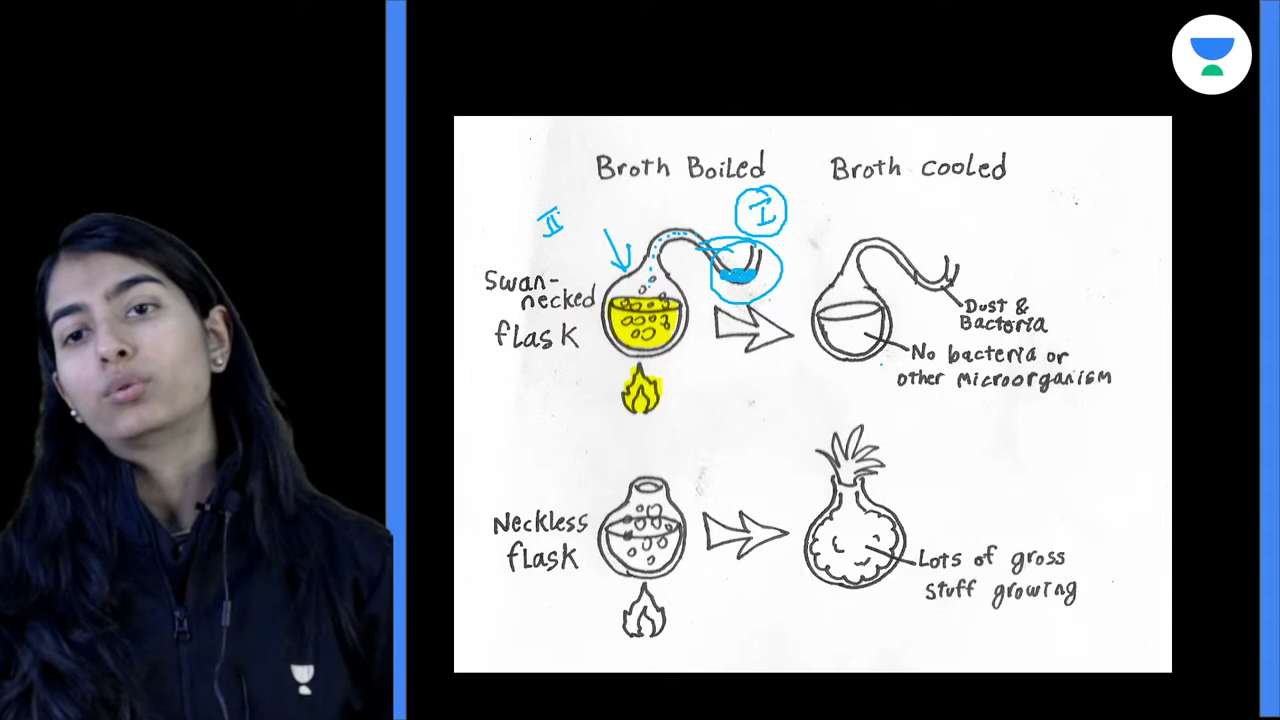 Broth Boiled
Broth Cooled
I
II
Swan-
necked
flask
Dust &
Bacteria
No bacteria or
other microorganism
Neckless
flask
Lots of gross
stuff growing